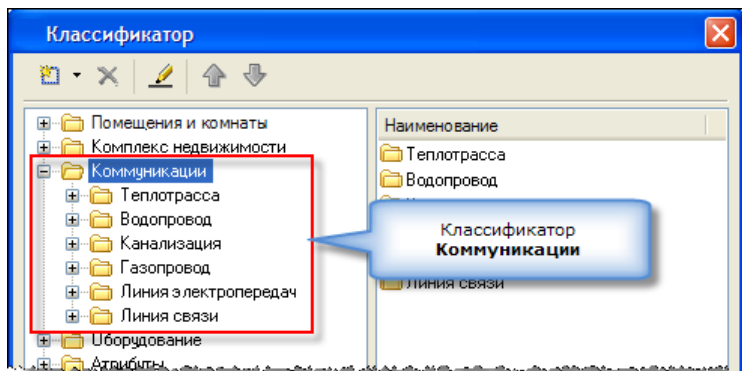 Классификатор
Помещения и комнаты
Комплекс недвижимости
Коммуникации
Теплотрасса
Водопровод
Канализация
Газопровод
Линия электропередач
Линия связи
Оборудование
Атрибуты
Наименование
Теплотрасса
Водопровод
Линия связи
Классификатор
Коммуникации